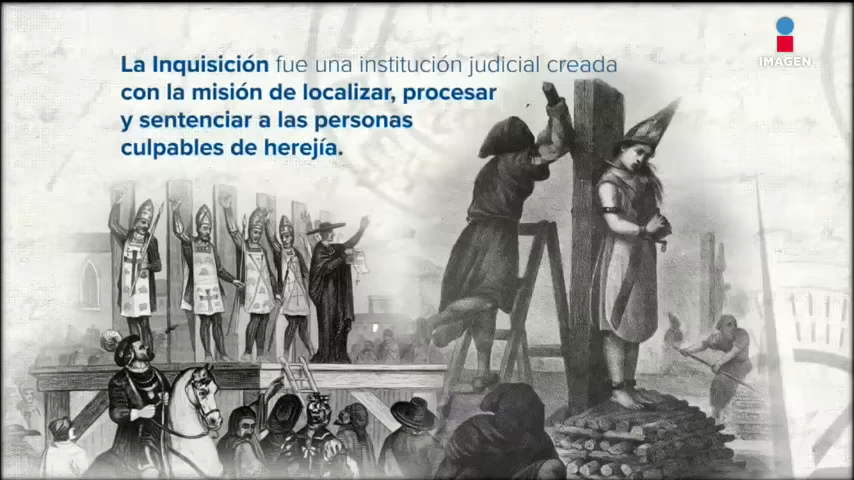 La Inquisición fue una institución judicial creada
con la misión de localizar, procesar
y sentenciar a las personas
culpables de herejía.
IMAGEN